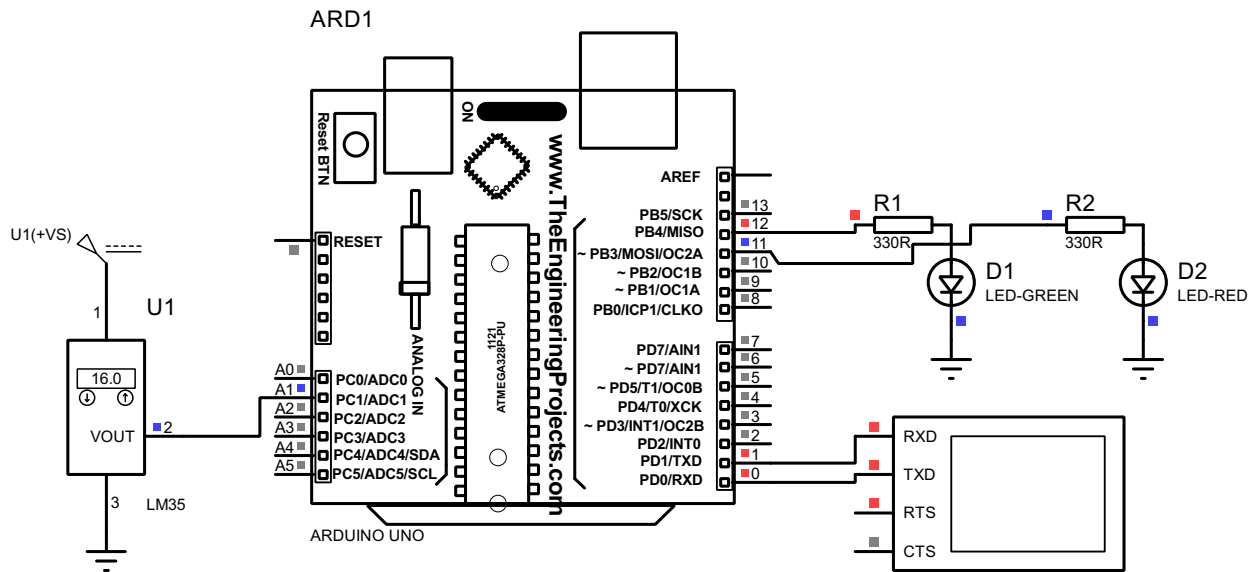 ARD1
ON
Reset BTN
www.TheEngineeringProjects.com
AREF
PB5/SCK
13
PB4/MISO
12
~ PB3/MOSI/OC2A
11
~ PB2/OC1B
10
~ PB1/OC1A
9
PB0/ICP1/CLKO
8
RESET
ANALOG IN
1121
ATMEGA328P-PU
PD7/AIN1
7
~ PD7/AIN1
6
~ PD5/T1/OC0B
5
PD4/T0/XCK
4
~ PD3/INT1/OC2B
3
PD2/INT0
2
PD1/TXD
1
PD0/RXD
0
A0
PC0/ADC0
A1
PC1/ADC1
A2
PC2/ADC2
A3
PC3/ADC3
A4
PC4/ADC4/SDA
A5
PC5/ADC5/SCL
ARDUINO UNO
U1(+VS)
1
U1
16.0
VOUT
2
3
LM35
R1
330R
R2
330R
D1
LED-GREEN
D2
LED-RED
RXD
TXD
RTS
CTS